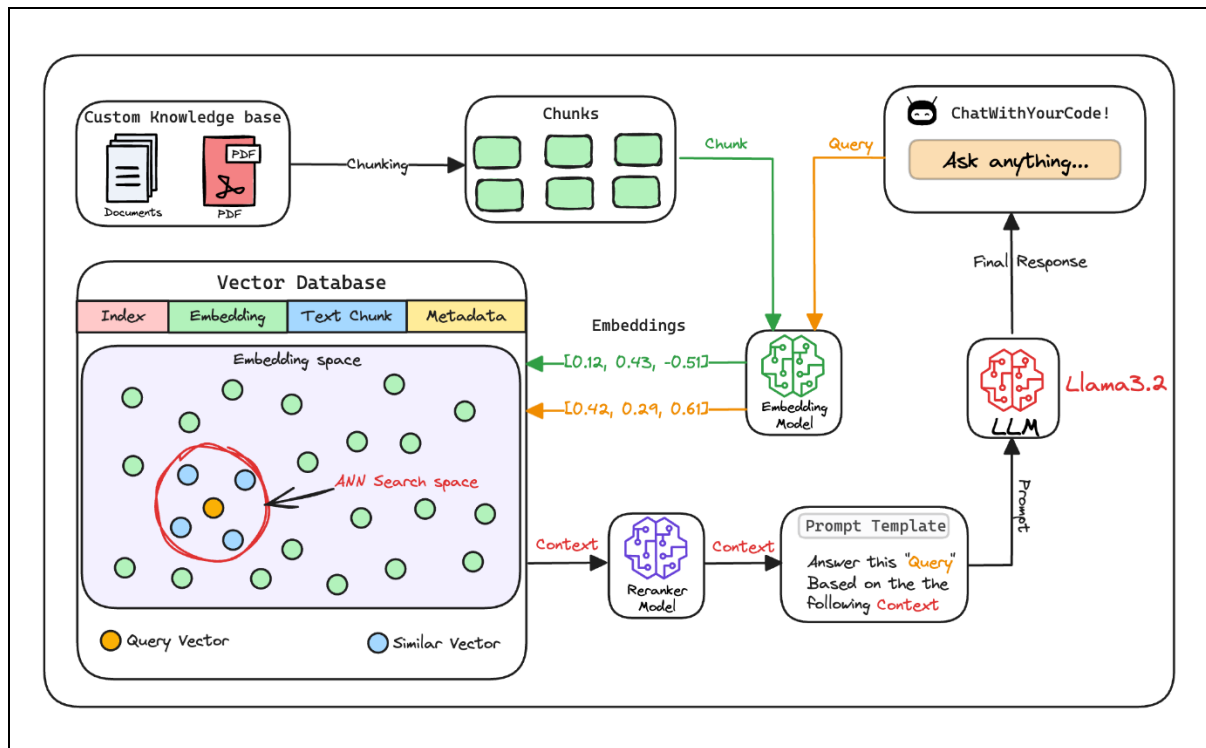 Custom Knowledge base
PDF
Documents
PDF
Chunking
Chunks
Chunk
Query
ChatWithYourCode!
Ask anything...
Final Response
Vector Database
Index
Embedding
Text Chunk
Metadata
Embedding space
ANN Search space
Query Vector
Similar Vector
Embeddings
[0.12, 0.43, -0.51]
[0.42, 0.29, 0.61]
Embedding
Model
Llama3.2
LLM
Prompt
Context
Reranker
Model
Context
Prompt Template
Answer this "Query"
Based on the the
following Context